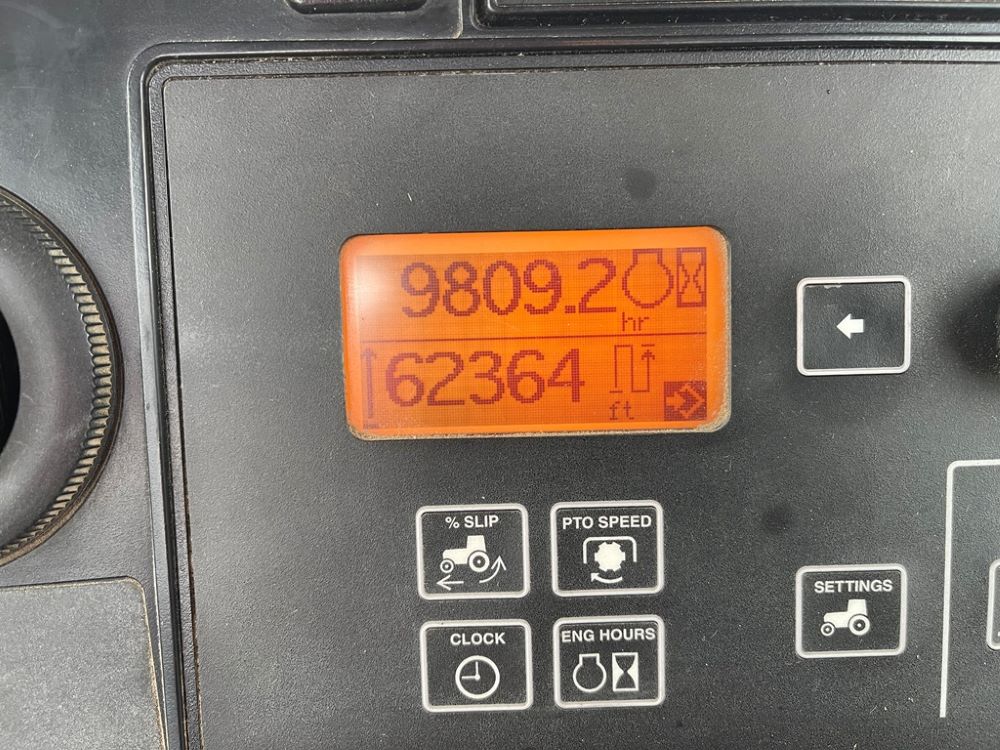 9809.2
hr
62364
ft
% SLIP
PTO SPEED
CLOCK
ENG HOURS
SETTINGS